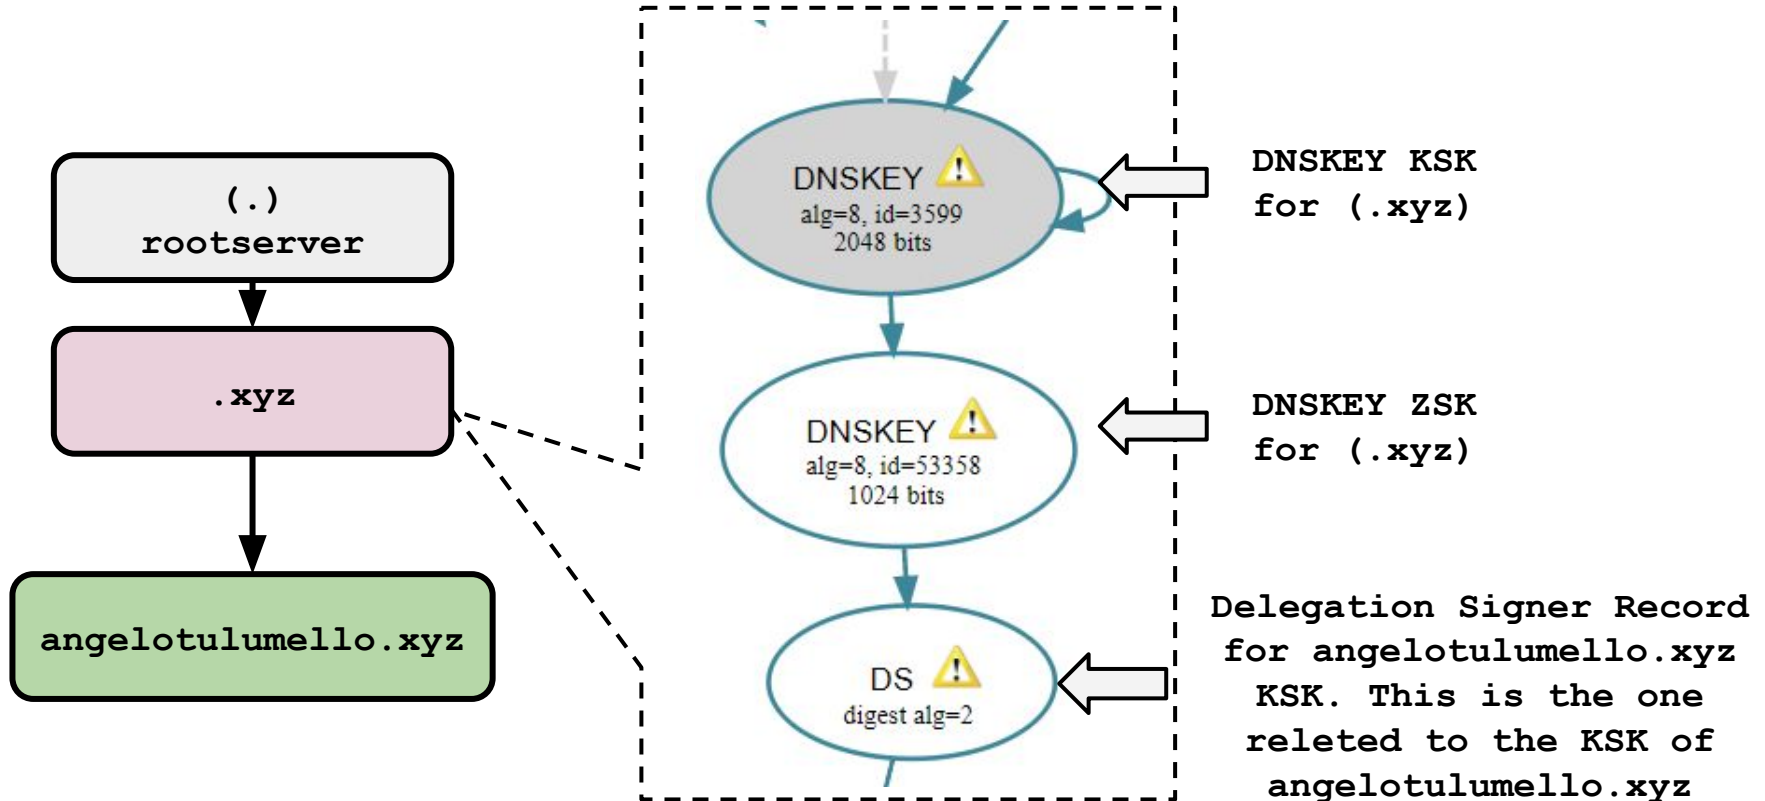 (.)
rootserver
.xyz
angelotulumello.xyz
DNSKEY
alg=8, id=3599
2048 bits
DNSKEY
alg=8, id=53358
1024 bits
DS
digest alg=2
DNSKEY KSK
for (.xyz)
DNSKEY ZSK
for (.xyz)
Delegation Signer Record
for angelotulumello.xyz
KSK. This is the one
releted to the KSK of
angelotulumello.xyz